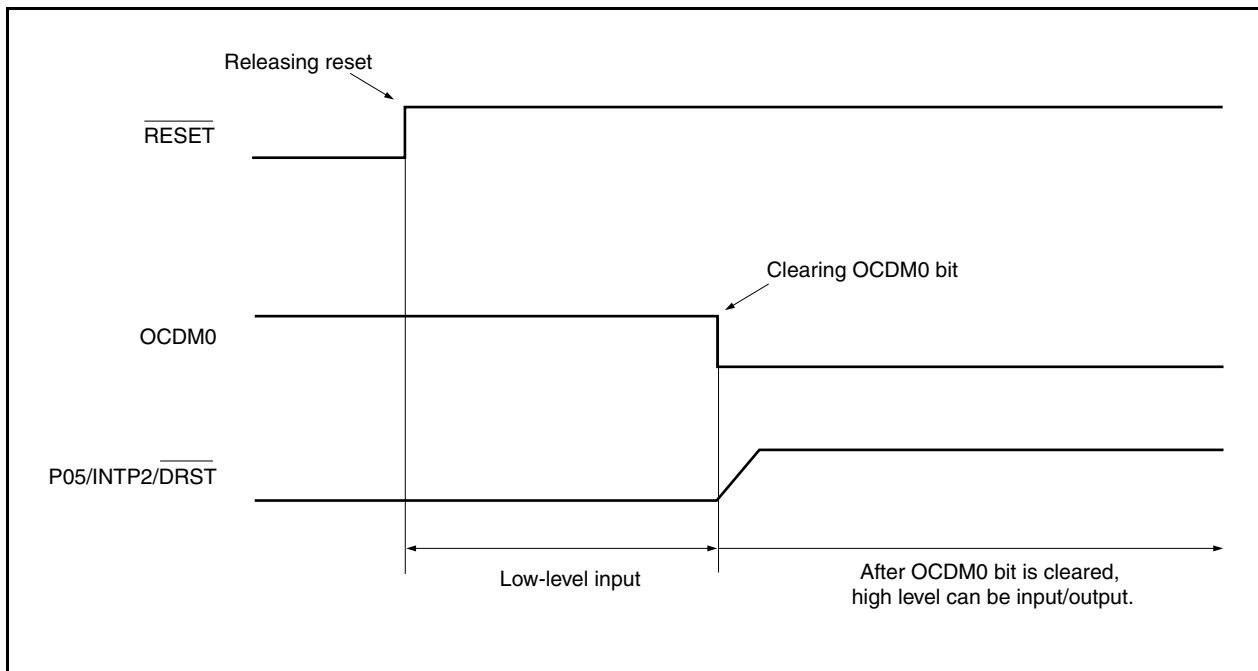 Releasing reset
RESET
Clearing OCDM0 bit
OCDM0
P05/INTP2/DRST
Low-level input
After OCDM0 bit is cleared,
high level can be input/output.